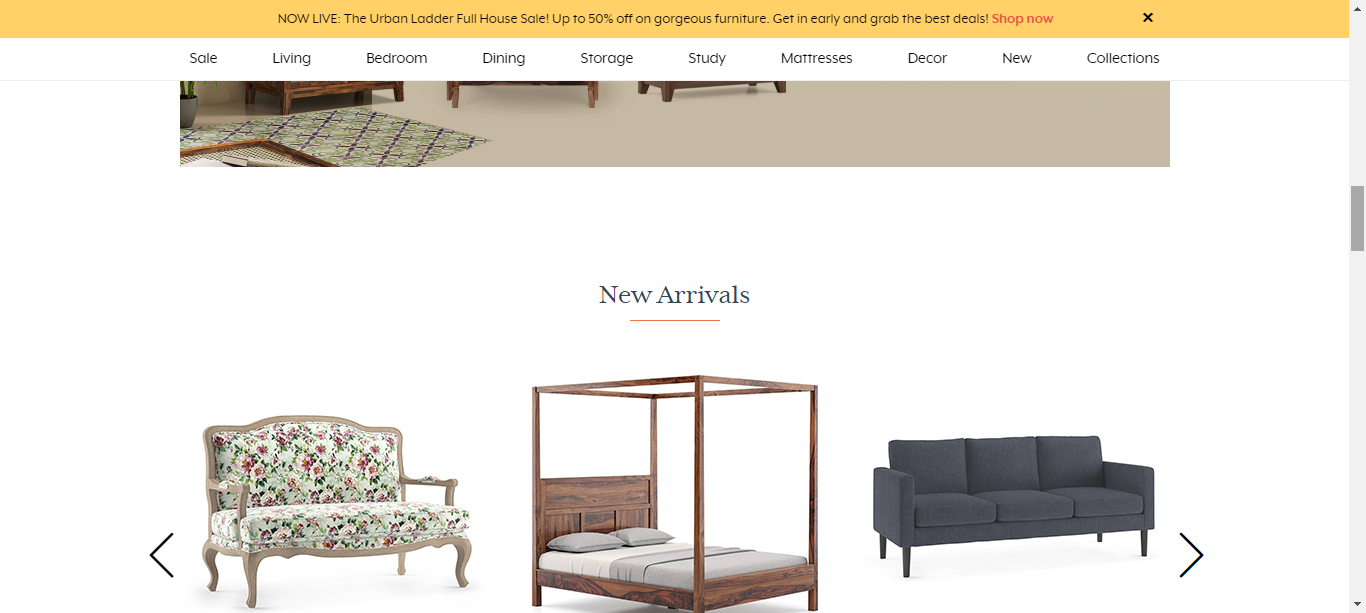 NOW LIVE: The Urban Ladder Full House Sale! Up to 50% off on gorgeous furniture. Get in early and grab the best deals! Shop now
Sale Living Bedroom Dining Storage Study Mattresses Decor New Collections
New Arrivals